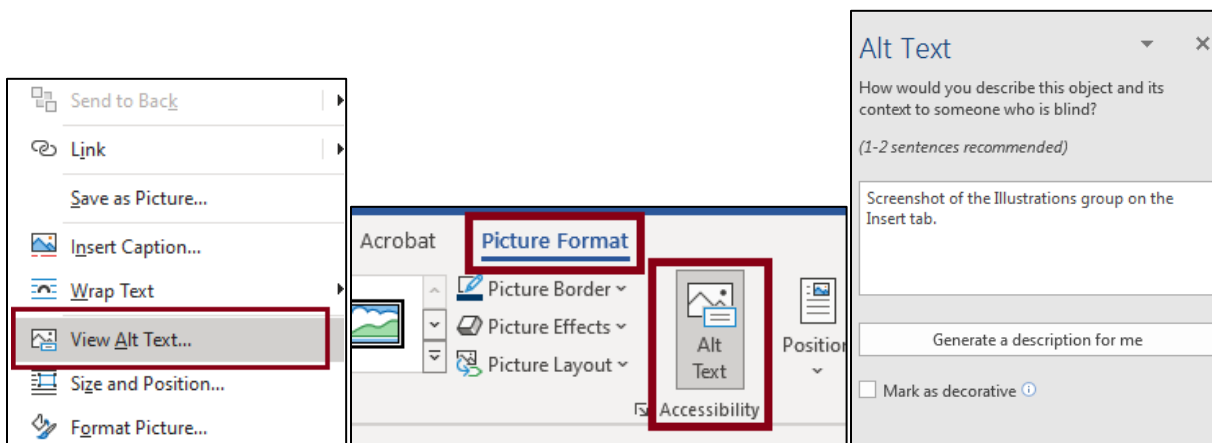 Send to Back
Link
Save as Picture...
Insert Caption...
Wrap Text
View Alt Text...
Size and Position...
Format Picture...
Acrobat
Picture Format
Picture Border
Picture Effects
Picture Layout
Alt
Text
Position
Accessibility
Alt Text
How would you describe this object and its
context to someone who is blind?
(1-2 sentences recommended)
Screenshot of the Illustrations group on the
Insert tab.
Generate a description for me
Mark as decorative